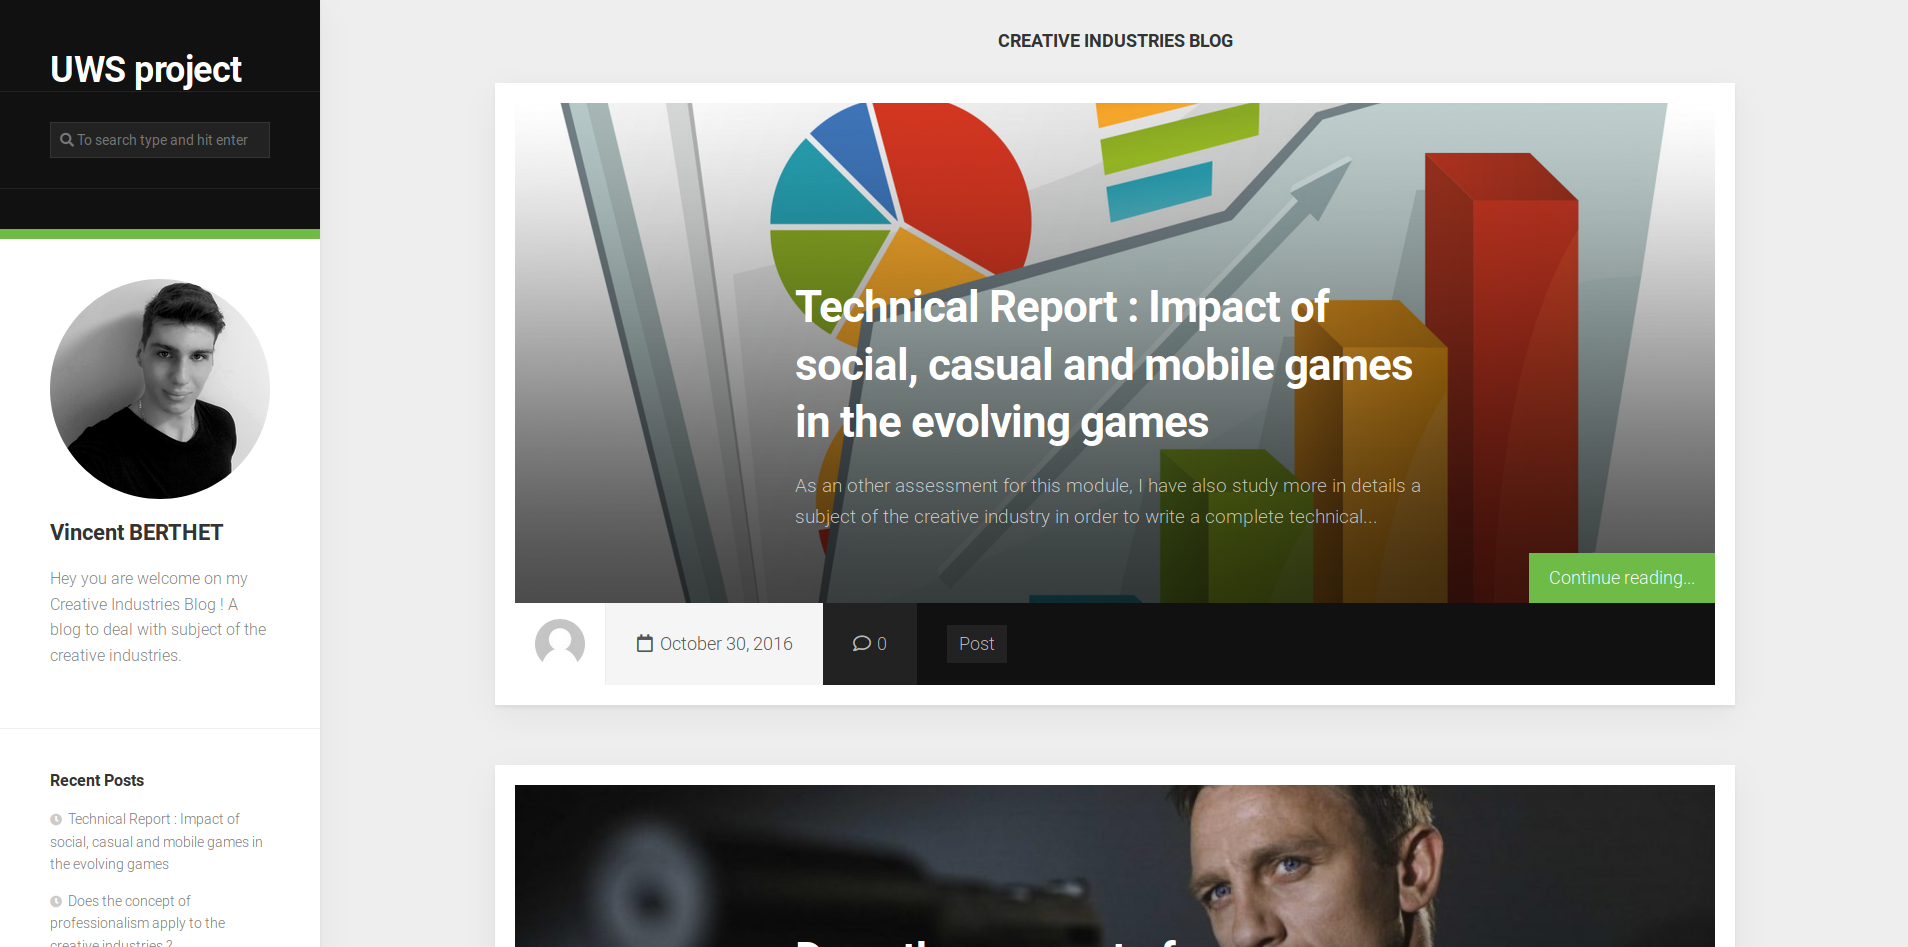 UWS project
To search type and hit enter
Vincent BERTHET
Hey you are welcome on my
Creative Industries Blog ! A
blog to deal with subject of the
creative industries.
Recent Posts
Technical Report : Impact of
social, casual and mobile games in
the evolving games
Does the concept of
professionalism apply to the
creative industries ?
CREATIVE INDUSTRIES BLOG
Technical Report : Impact of
social, casual and mobile games
in the evolving games
As an other assessment for this module, I have also study more in details a
subject of the creative industry in order to write a complete technical...
Continue reading...
October 30, 2016
0
Post